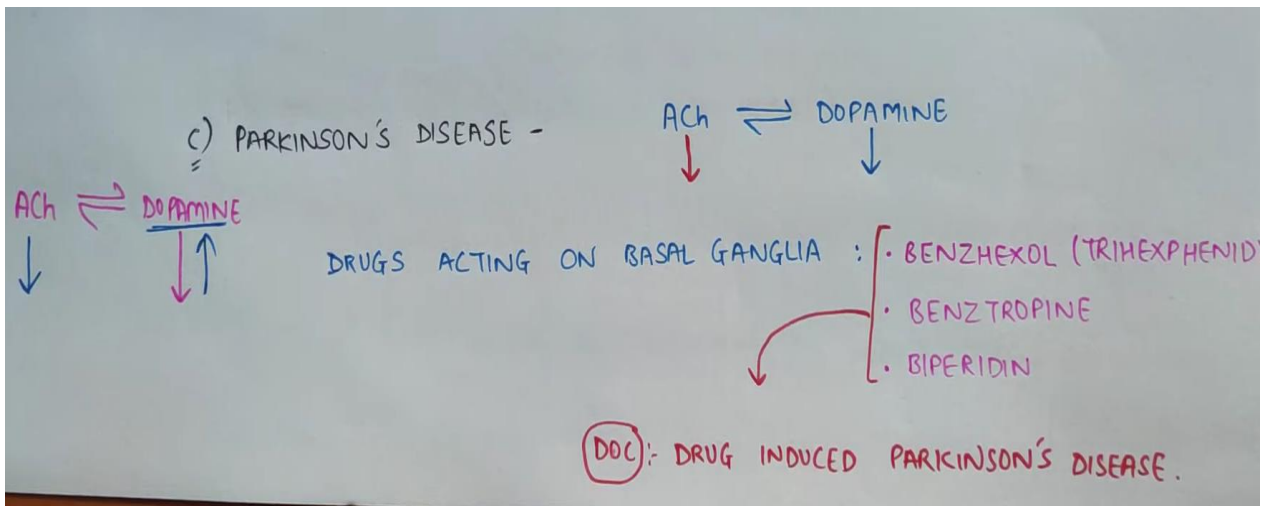 ACh ⇌ DOPAMINE
c) PARKINSON'S DISEASE -
ACh ⇌ DOPAMINE
DRUGS ACTING ON BASAL GANGLIA : · BENZHEXOL (TRIHEXPHENID
· BENZTROPINE
· BIPERIDIN
DOC:- DRUG INDUCED PARKINSON'S DISEASE.